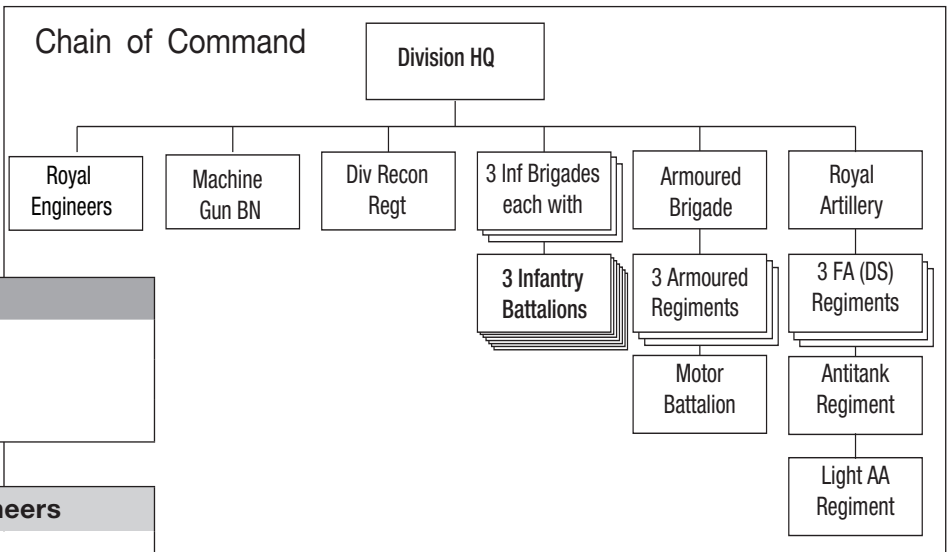 Chain of Command
Division HQ
Royal
Engineers
Machine
Gun BN
Div Recon
Regt
3 Inf Brigades
each with
Armoured
Brigade
Royal
Artillery
3 Infantry
Battalions
3 Armoured
Regiments
3 FA (DS)
Regiments
Motor
Battalion
Antitank
Regiment
Light AA
Regiment
neers